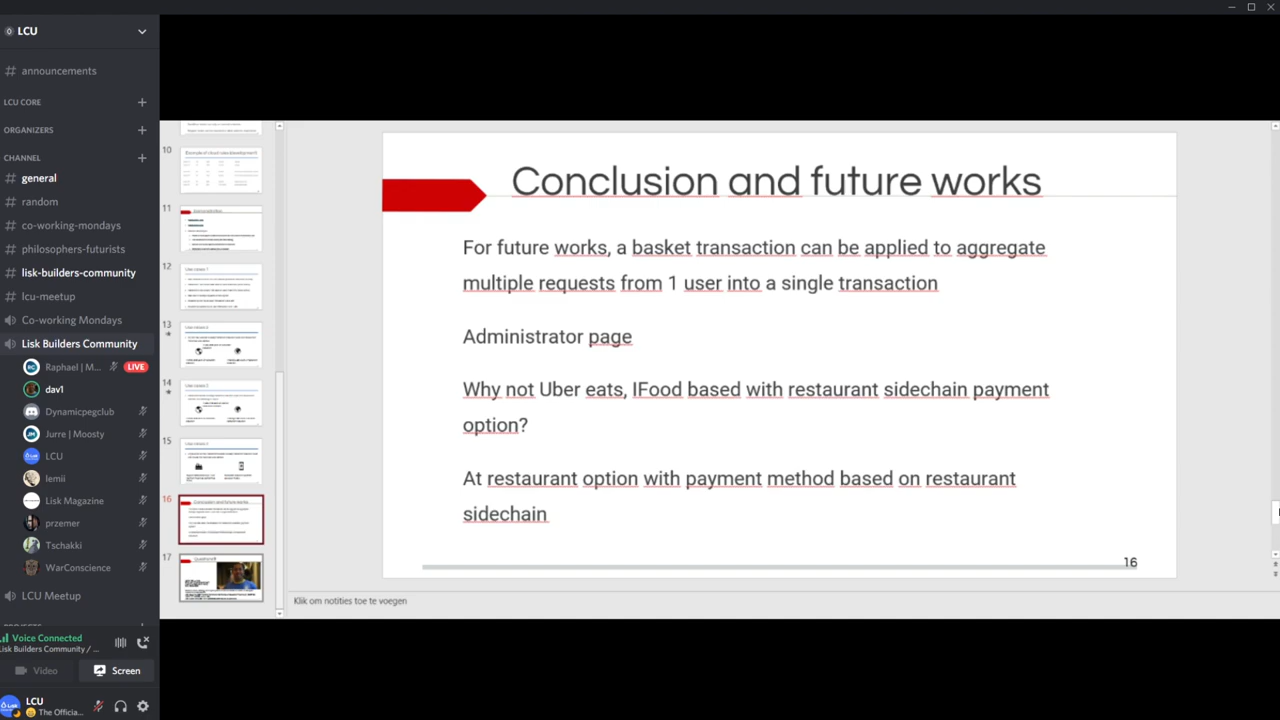 LCU
announcements
LCU CORE
ORGANIZERS
CHANNEL
general
random
co-working-mondays
philosophers-futurists
lisk-builders-community
lcu-meetup
Co-working Mondays
Lisk Builders Community
Raphael | M... LIVE
dav1
Dynamicpegclub
Jurre | Moosty
LCU
lemii
Lisk Magazine
przemer
Tschakki
WarConscience
LCU Meetup
Voice Connected
Lisk Builders Community / ...
Video Screen
LCU
The Officia...
10
11
12
13
14
15
16
17
Conclusion and future works
For future works, a basket transaction can be applied to aggregate
multiple requests from 1 user into a single transaction
Administrator page
Why not Uber eats, IFood based with restaurant sidechain payment
option?
At restaurant option with payment method based on restaurant
sidechain
16
Klik om notities toe te voegen